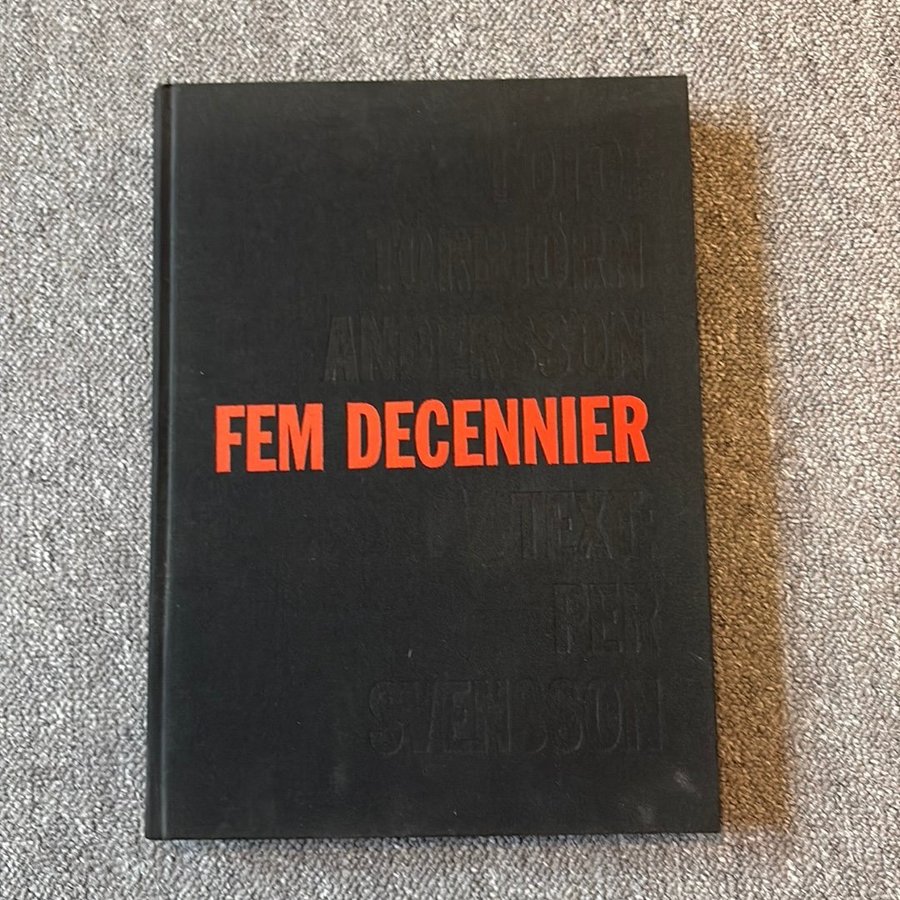 FOTO:
TORBJÖRN
ANDERSSON
FEM DECENNIER
TEXT:
PER
SVENSSON